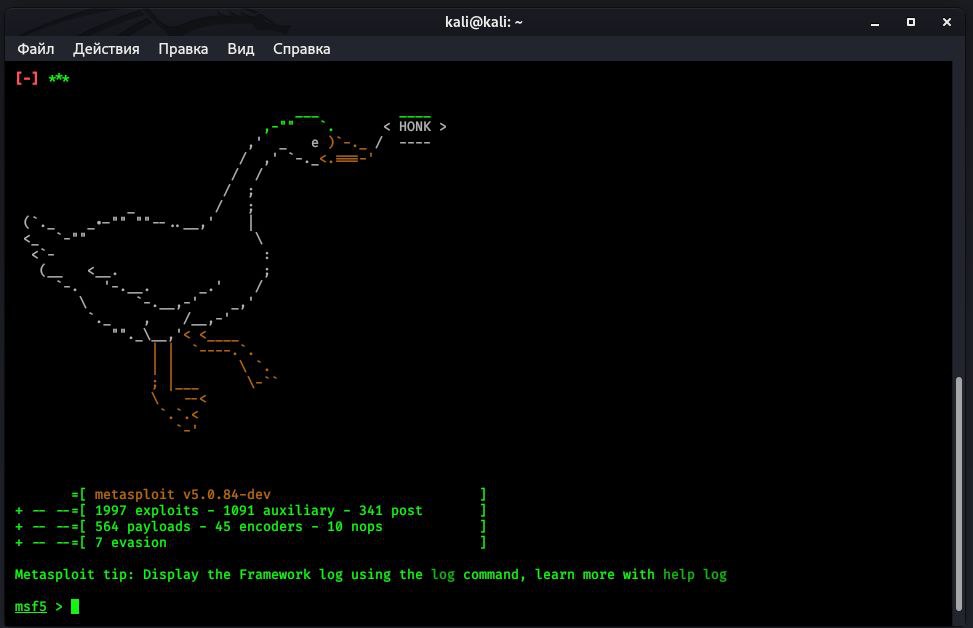 kali@kali: ~
Файл Действия Правка Вид Справка
[-] ***
< HONK >
e
=[ metasploit v5.0.84-dev ]
+ -- --=[ 1997 exploits - 1091 auxiliary - 341 post ]
+ -- --=[ 564 payloads - 45 encoders - 10 nops ]
+ -- --=[ 7 evasion ]
Metasploit tip: Display the Framework log using the log command, learn more with help log
msf5 >